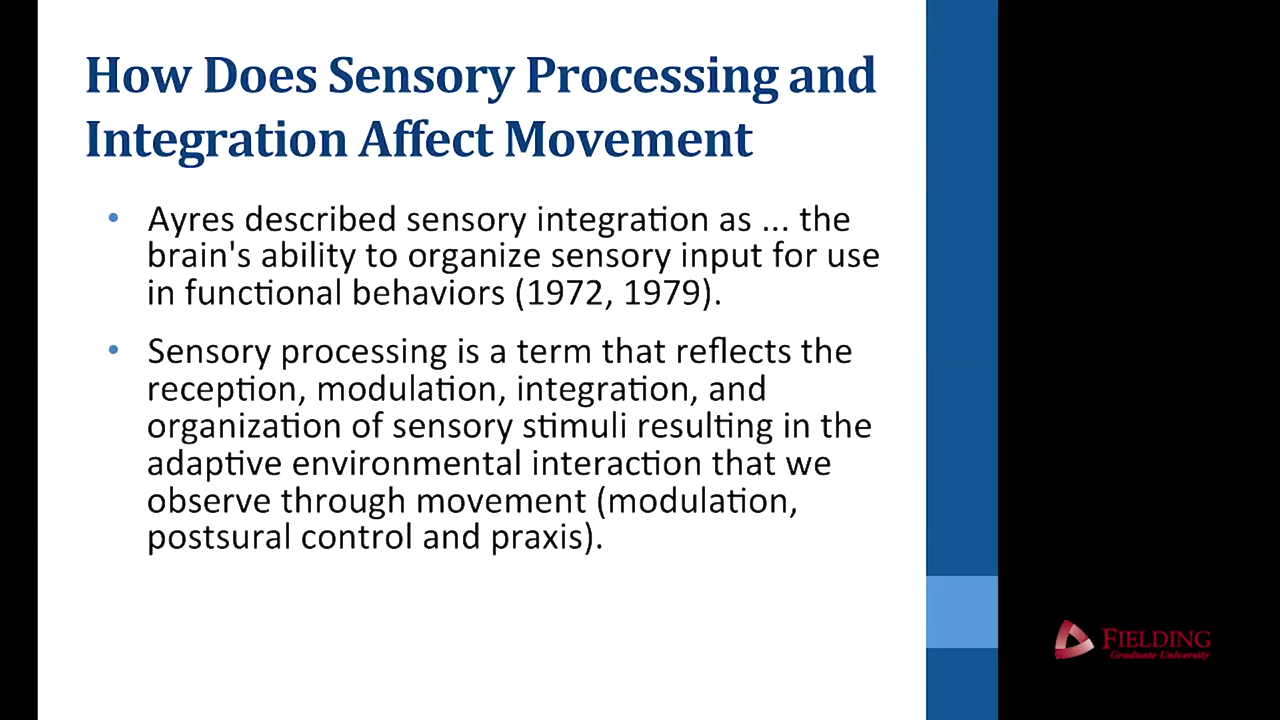 How Does Sensory Processing and
Integration Affect Movement
• Ayres described sensory integration as ... the
brain's ability to organize sensory input for use
in functional behaviors (1972, 1979).
• Sensory processing is a term that reflects the
reception, modulation, integration, and
organization of sensory stimuli resulting in the
adaptive environmental interaction that we
observe through movement (modulation,
postsural control and praxis).
FIELDING
Graduate University